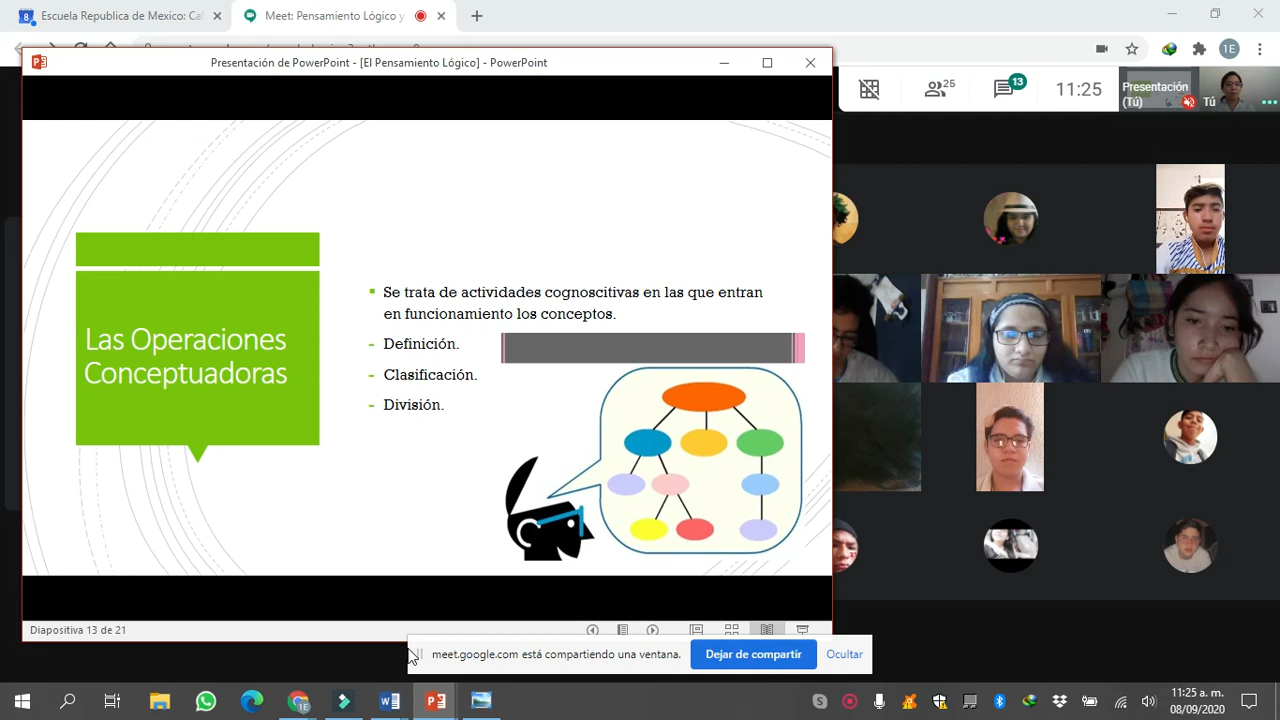 Escuela Republica de Mexico: Cal
Meet: Pensamiento Lógico y
1E
Presentación de PowerPoint - [El Pensamiento Lógico] - PowerPoint
25
13
11:25
Presentación
(Tú)
Tú
Las Operaciones
Conceptuadoras
Se trata de actividades cognoscitivas en las que entran
en funcionamiento los conceptos.
- Definición.
- Clasificación.
- División.
Diapositiva 13 de 21
meet.google.com está compartiendo una ventana.
Dejar de compartir
Ocultar
11:25 a. m.
08/09/2020